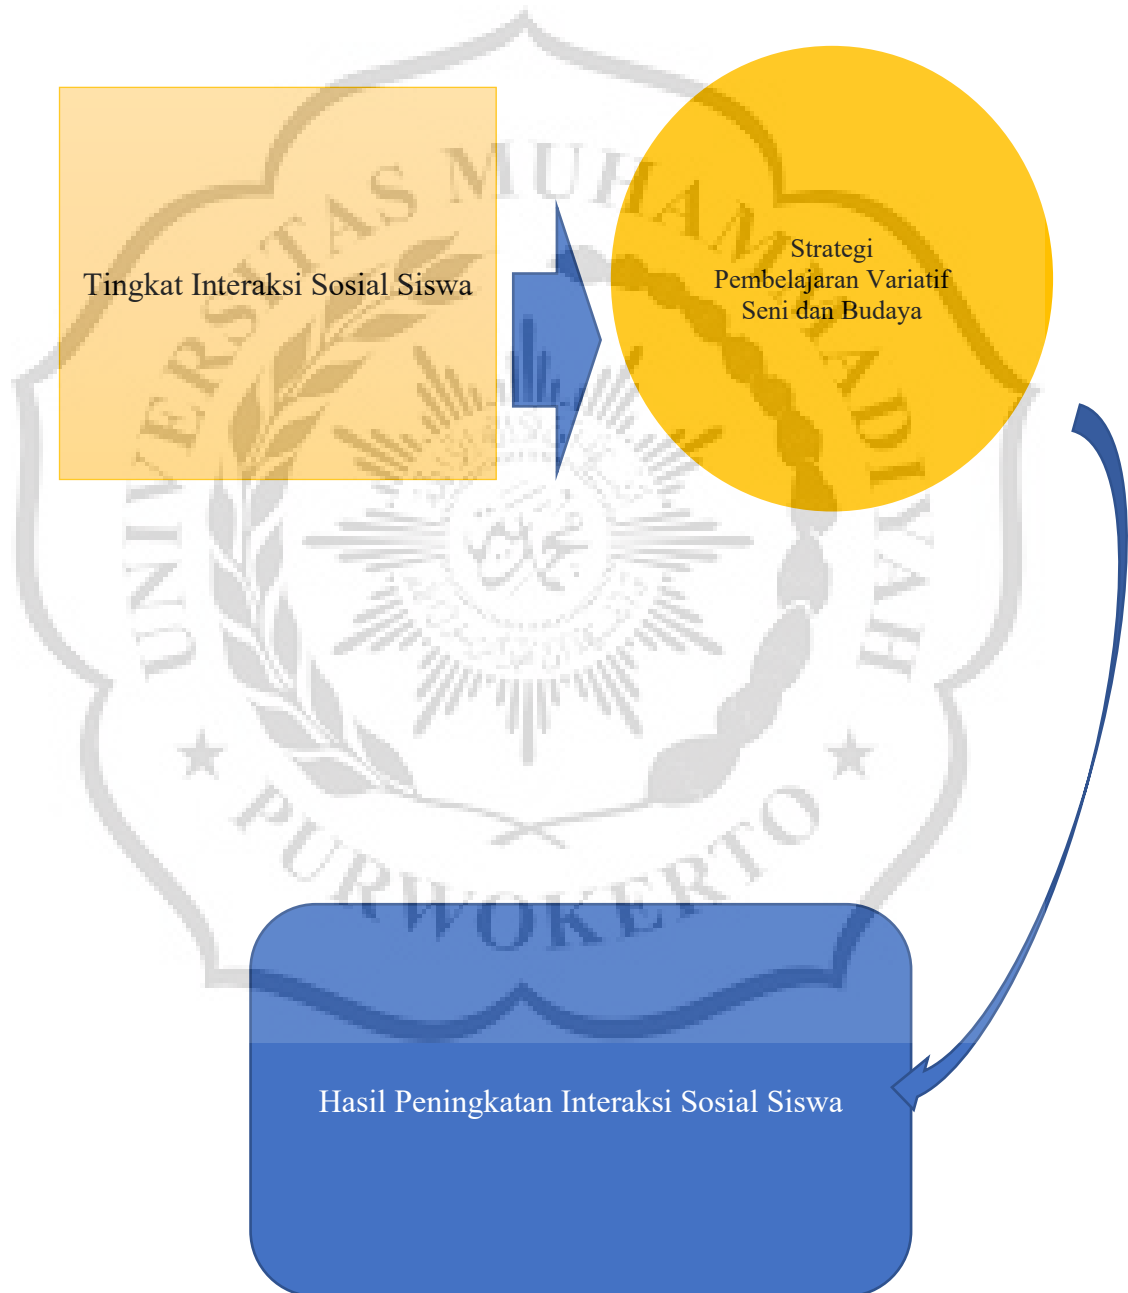 Tingkat Interaksi Sosial Siswa
Strategi
Pembelajaran Variatif
Seni dan Budaya
Hasil Peningkatan Interaksi Sosial Siswa
UNIVERSITAS MUHAMMADIYAH
PURWOKERTO